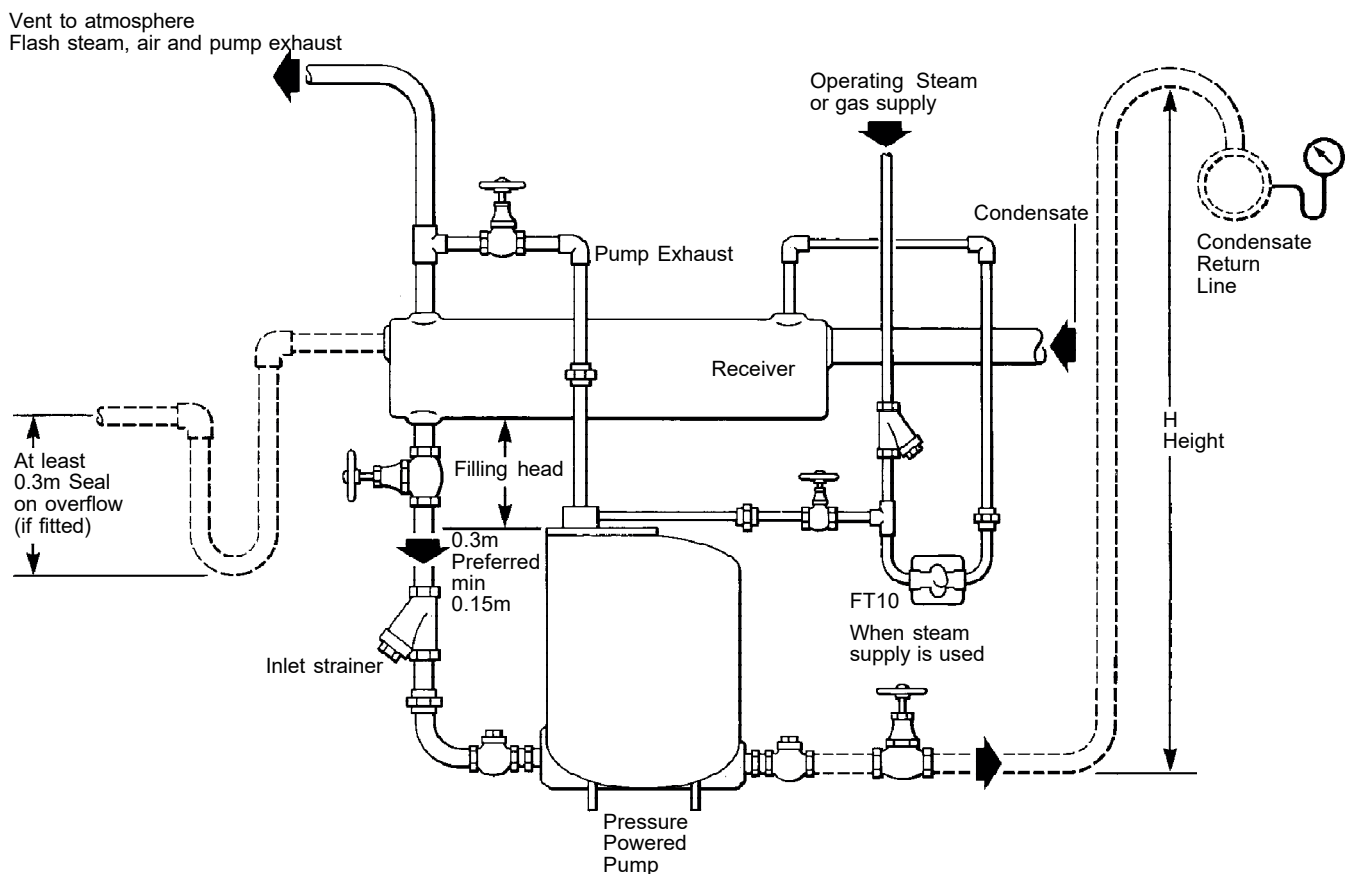 Vent to atmosphere
Flash steam, air and pump exhaust
Operating Steam
or gas supply
Condensate
Pump Exhaust
Condensate
Return
Line
Receiver
H
Height
At least
0.3m Seal
on overflow
(if fitted)
Filling head
0.3m
Preferred
min
0.15m
FT10
When steam
supply is used
Inlet strainer
Pressure
Powered
Pump